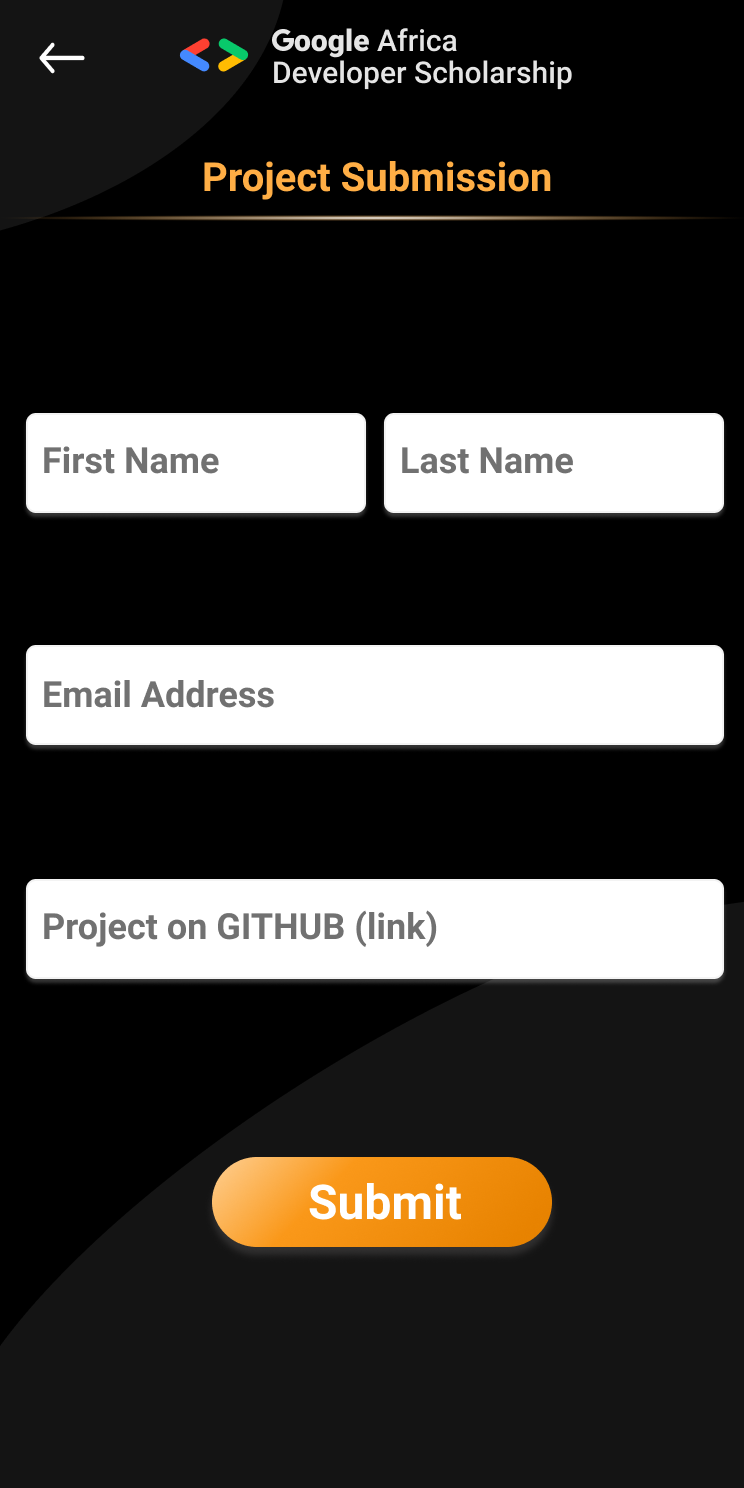 Google Africa
Developer Scholarship
Project Submission
First Name
Last Name
Email Address
Project on GITHUB (link)
Submit